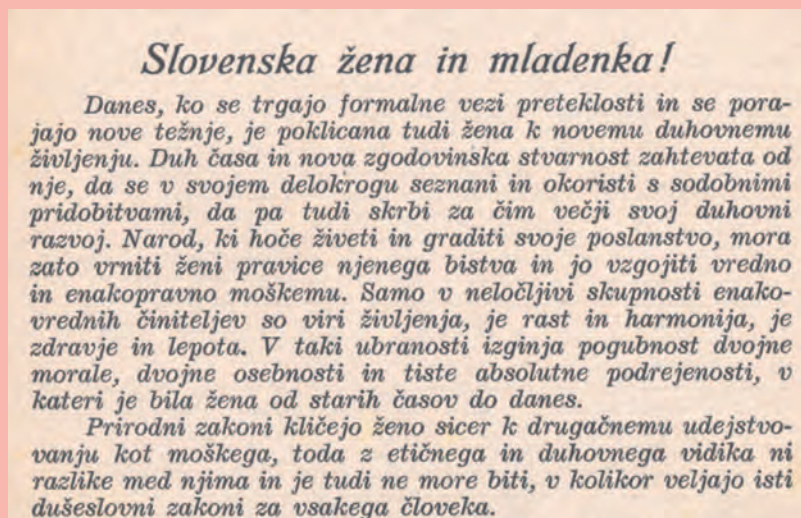 Slovenska žena in mladenka!
Danes, ko se trgajo formalne vezi preteklosti in se pora-
jajo nove težnje, je poklicana tudi žena k novemu duhovnemu
življenju. Duh časa in nova zgodovinska stvarnost zahtevata od
nje, da se v svojem delokrogu seznani in okoristi s sodobnimi
pridobitvami, da pa tudi skrbi za čim večji svoj duhovni
razvoj. Narod, ki hoče živeti in graditi svoje poslanstvo, mora
zato vrniti ženi pravice njenega bistva in jo vzgojiti vredno
in enakopravno moškemu. Samo v neločljivi skupnosti enako-
vrednih činiteljev so viri življenja, je rast in harmonija, je
zdravje in lepota. V taki ubranosti izginja pogubnost dvojne
morale, dvojne osebnosti in tiste absolutne podrejenosti, v
kateri je bila žena od starih časov do danes.
Prirodni zakoni kličejo ženo sicer k drugačnemu udejstvo-
vanju kot moškega, toda z etičnega in duhovnega vidika ni
razlike med njima in je tudi ne more biti, v kolikor veljajo isti
dušeslovni zakoni za vsakega človeka.